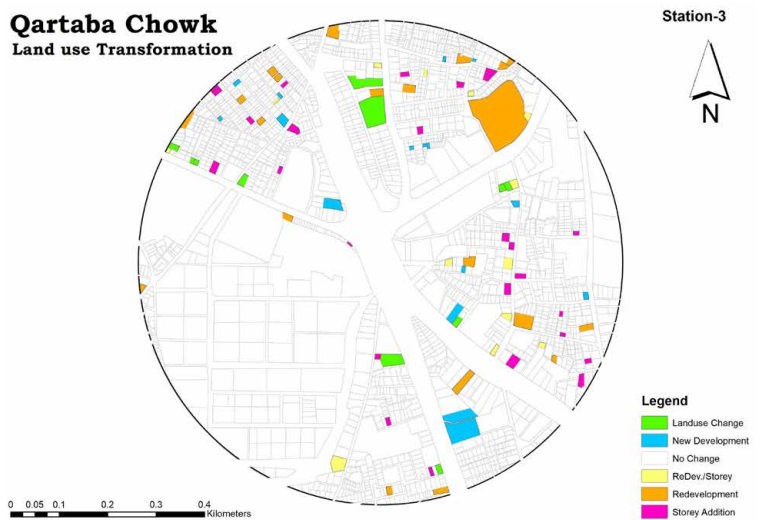 Qartaba Chowk
Land use Transformation
Station-3
N
Legend
Landuse Change
New Development
No Change
ReDev./Storey
Redevelopment
Storey Addition
0 0.05 0.1 0.2 0.3 0.4
Kilometers